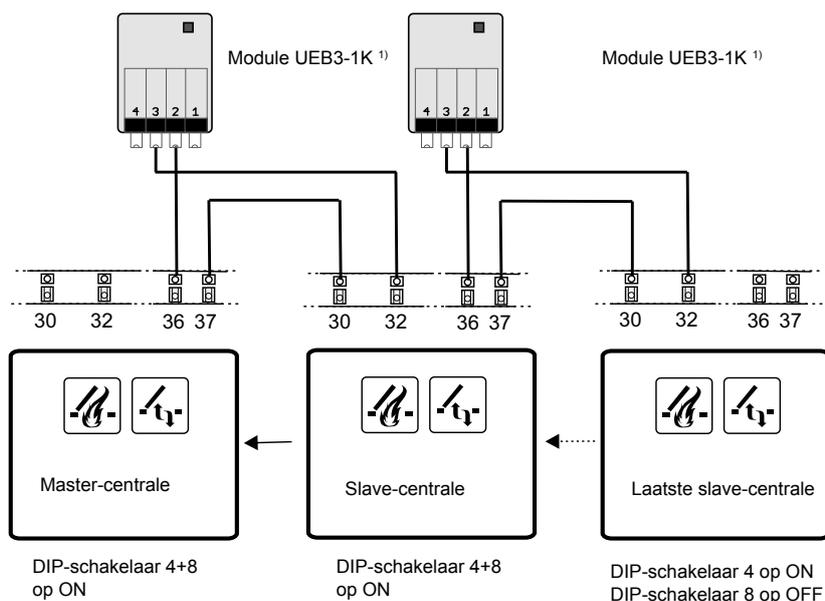 Module UEB3-1K ¹⁾
Module UEB3-1K ¹⁾
4 3 2 1
4 3 2 1
30 32 36 37
30 32 36 37
30 32 36 37
Master-centrale
Slave-centrale
Laatste slave-centrale
DIP-schakelaar 4+8
op ON
DIP-schakelaar 4+8
op ON
DIP-schakelaar 4 op ON
DIP-schakelaar 8 op OFF